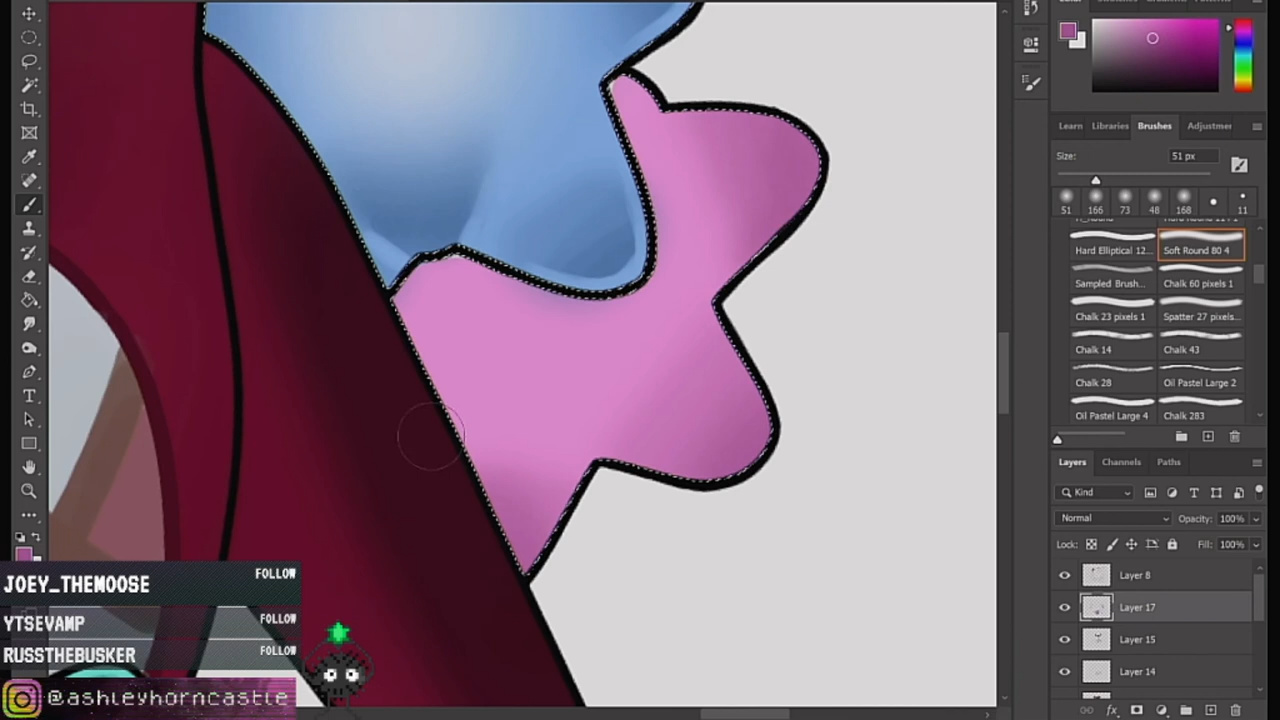 Learn Libraries Brushes Adjustmer
Size: 51 px
51 166 73 48 168 11
Hard Elliptical 12... Soft Round 80 4
Sampled Brush... Chalk 60 pixels 1
Chalk 23 pixels 1 Spatter 27 pixels...
Chalk 14 Chalk 43
Chalk 28 Oil Pastel Large 2
Oil Pastel Large 4 Chalk 283
Layers Channels Paths
Kind
Normal Opacity: 100%
Lock: Fill: 100%
Layer 8
Layer 17
Layer 15
Layer 14
fx
JOEY_THEMOOSE FOLLOW
YTSEVAMP FOLLOW
RUSSTHEBUSKER FOLLOW
@ashleyhorncastle